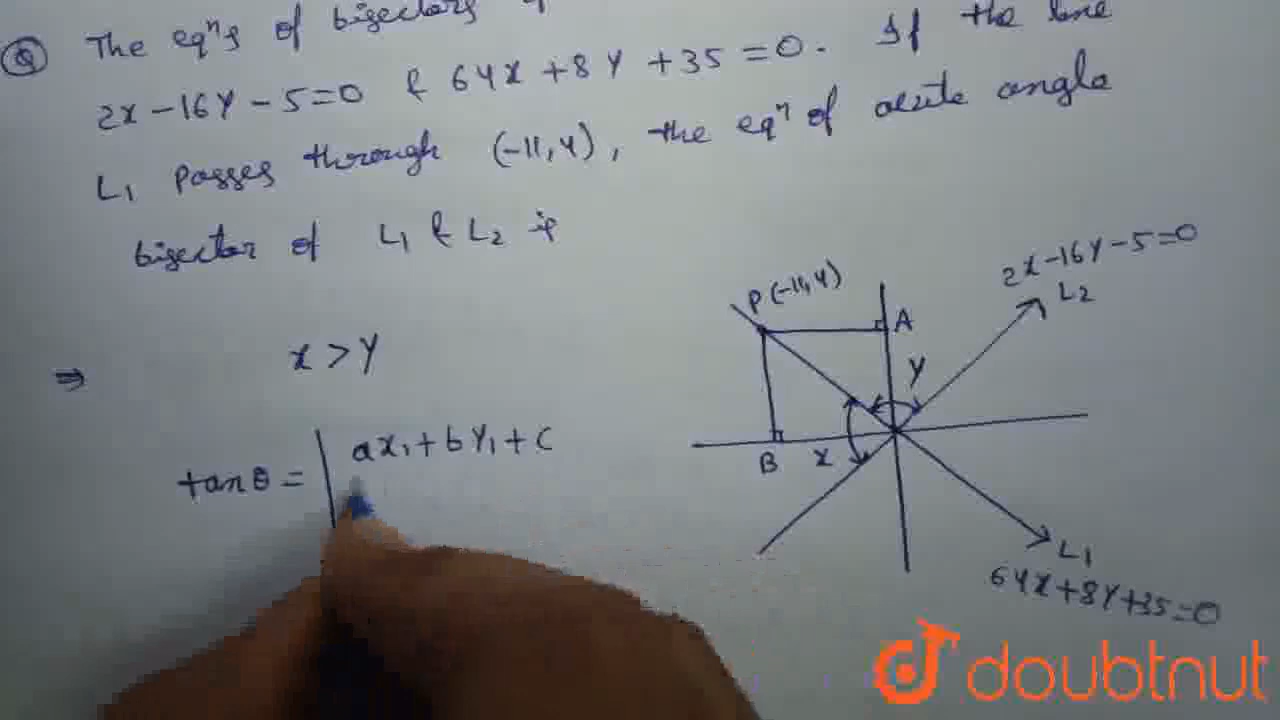 Q The eqⁿs of bisectors
2x-16y-5=0 & 64x+8y+35=0. If the line
L1 passes through (-11,4), the eqⁿ of acute angle
bisector of L1 & L2 is
P(-11,4)
A
2x-16y-5=0
L2
⇒ x>y
y
B
x
tanθ= | ax1+by1+c
L1
64x+8y+35=0
doubtnut